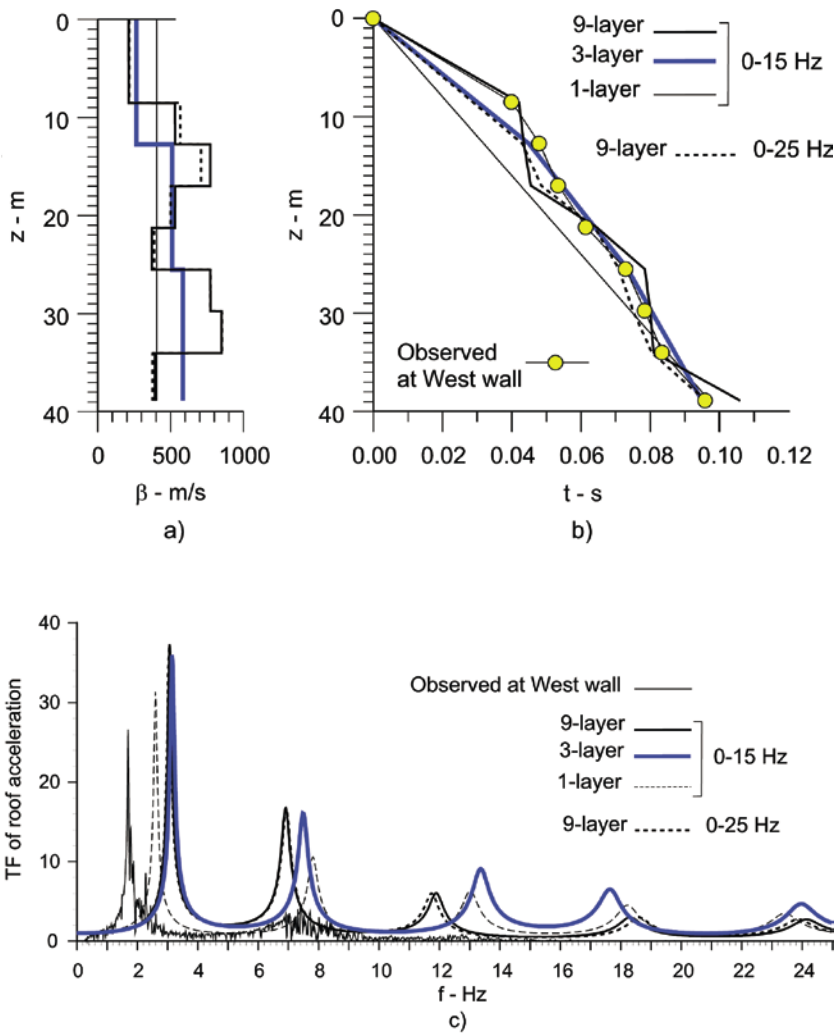 0
10
20
30
40
z - m
0
500
1000
β - m/s
a)
0
10
20
30
40
z - m
9-layer
3-layer
1-layer
0-15 Hz
9-layer
0-25 Hz
Observed
at West wall
0.00 0.02 0.04 0.06 0.08 0.10 0.12
t - s
b)
40
30
20
10
0
TF of roof acceleration
Observed at West wall
9-layer
3-layer
1-layer
0-15 Hz
9-layer
0-25 Hz
0 2 4 6 8 10 12 14 16 18 20 22 24
f - Hz
c)